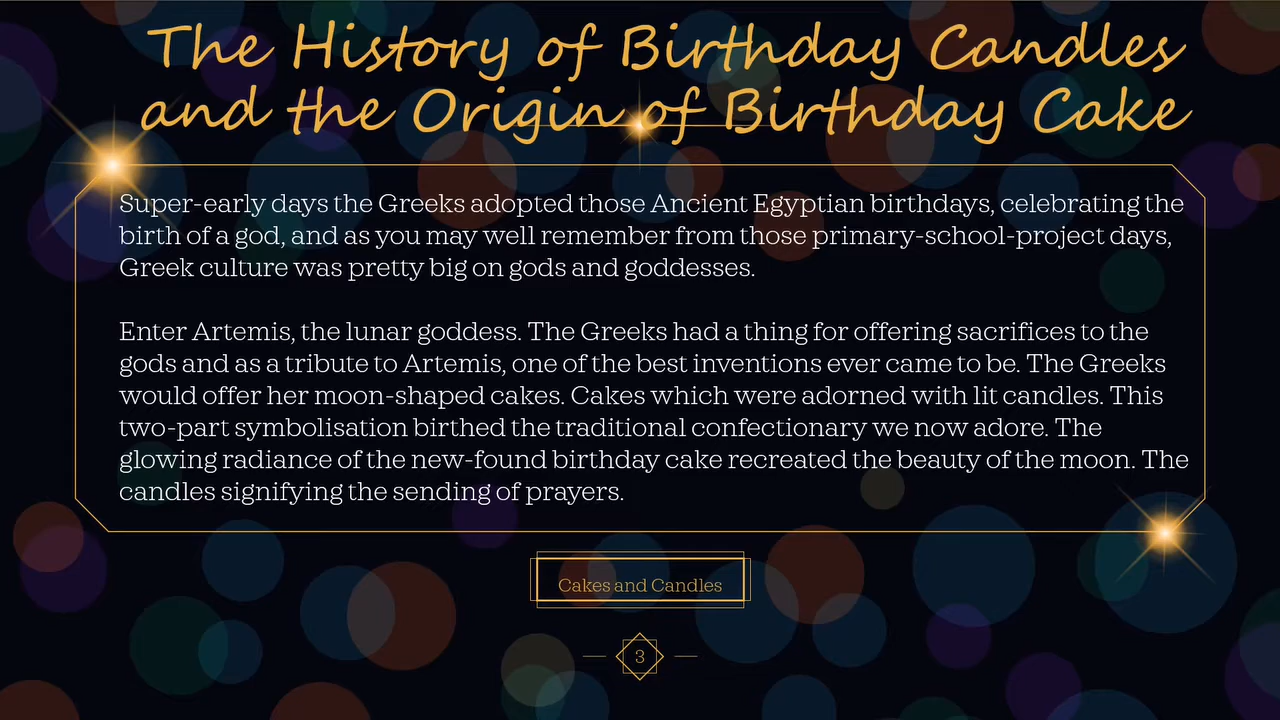 The History of Birthday Candles
and the Origin of Birthday Cake
Super-early days the Greeks adopted those Ancient Egyptian birthdays, celebrating the
birth of a god, and as you may well remember from those primary-school-project days,
Greek culture was pretty big on gods and goddesses.
Enter Artemis, the lunar goddess. The Greeks had a thing for offering sacrifices to the
gods and as a tribute to Artemis, one of the best inventions ever came to be. The Greeks
would offer her moon-shaped cakes. Cakes which were adorned with lit candles. This
two-part symbolisation birthed the traditional confectionary we now adore. The
glowing radiance of the new-found birthday cake recreated the beauty of the moon. The
candles signifying the sending of prayers.
Cakes and Candles
3